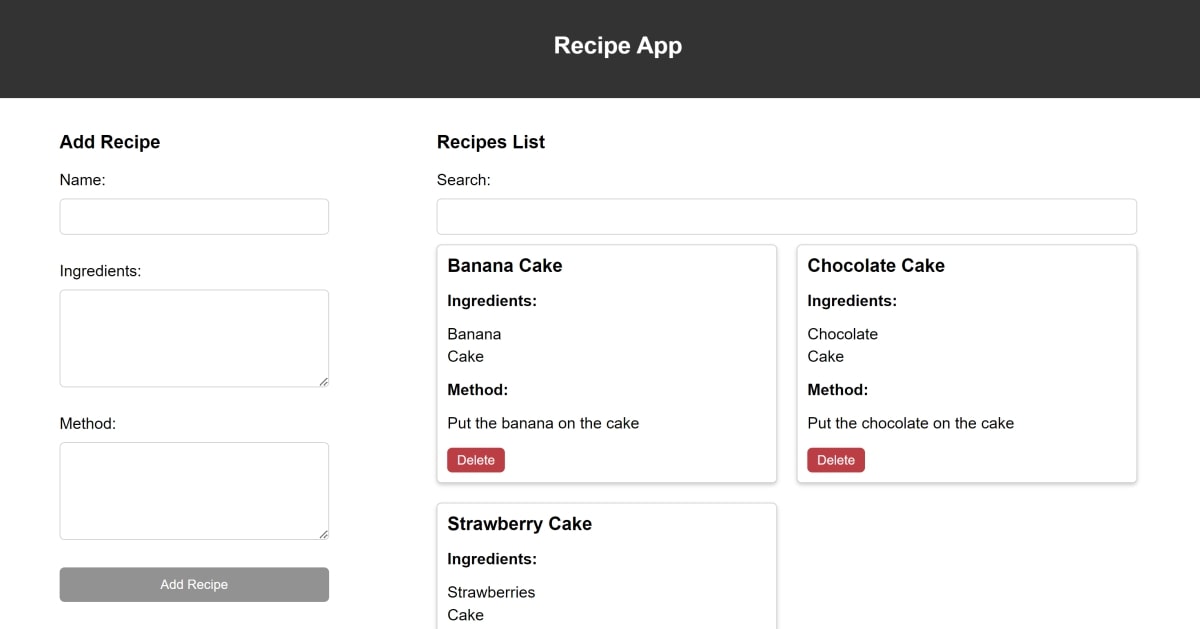 Recipe App
Add Recipe
Name:
Ingredients:
Method:
Add Recipe
Recipes List
Search:
Banana Cake
Ingredients:
Banana
Cake
Method:
Put the banana on the cake
Delete
Chocolate Cake
Ingredients:
Chocolate
Cake
Method:
Put the chocolate on the cake
Delete
Strawberry Cake
Ingredients:
Strawberries
Cake